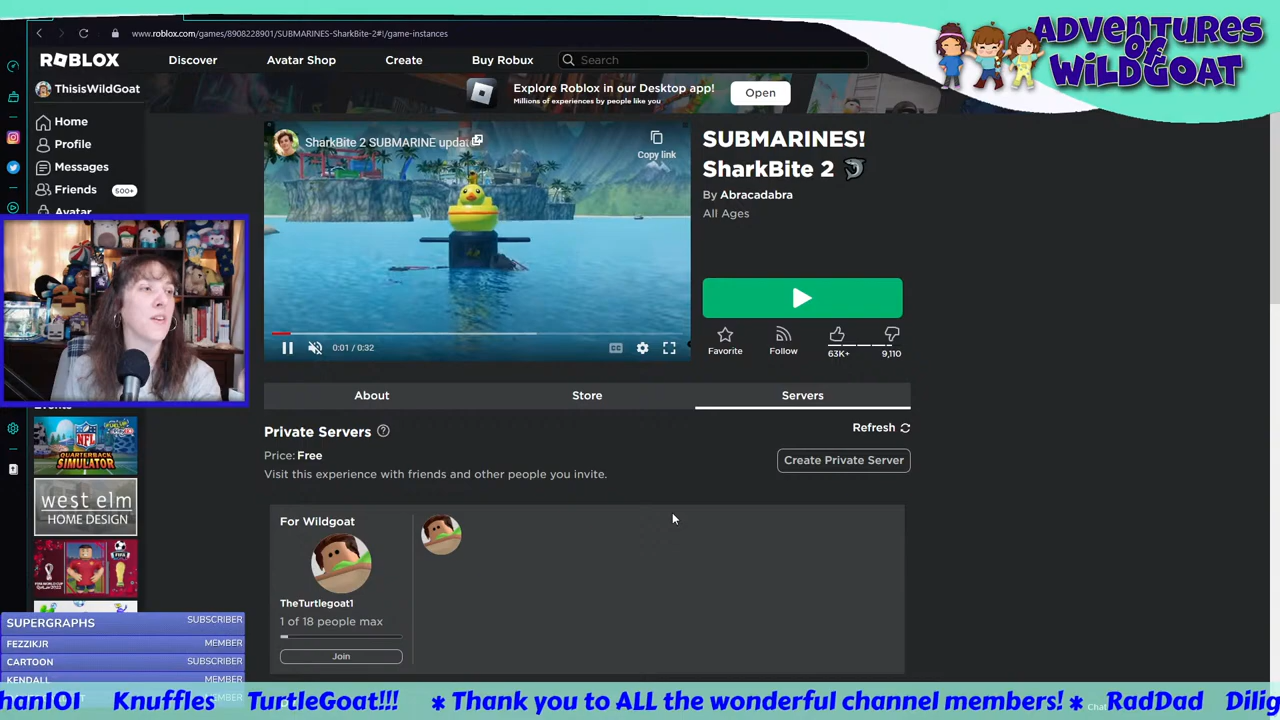 www.roblox.com/games/8908228901/SUBMARINES-SharkBite-2#!/game-instances
ADVENTURES
OF
WILDGOAT
ROBLOX
Discover
Avatar Shop
Create
Buy Robux
Search
ThisisWildGoat
Explore Roblox in our Desktop app!
Millions of experiences by people like you
Open
Home
Profile
Messages
Friends
500+
Avatar
SharkBite 2 SUBMARINE updat
Copy link
0:01 / 0:32
CC
SUBMARINES!
SharkBite 2
By Abracadabra
All Ages
Favorite
Follow
63K+
9,110
About
Store
Servers
Private Servers
Refresh
Price: Free
Create Private Server
Visit this experience with friends and other people you invite.
For Wildgoat
TheTurtlegoat1
1 of 18 people max
Join
Events
NFL
QUARTERBACK
SIMULATOR
west elm
HOME DESIGN
SUPERGRAPHS SUBSCRIBER
FEZZIKJR MEMBER
CARTOON SUBSCRIBER
KENDALL MEMBER
han101 Knuffles TurtleGoat!!! * Thank you to ALL the wonderful channel members! * RadDad Dilig